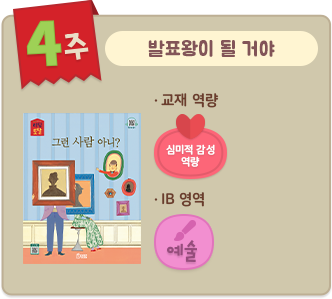 4주
발표왕이 될 거야
· 교재 역량
심미적 감성
역량
그런 사람 아니?
· IB 영역
예술